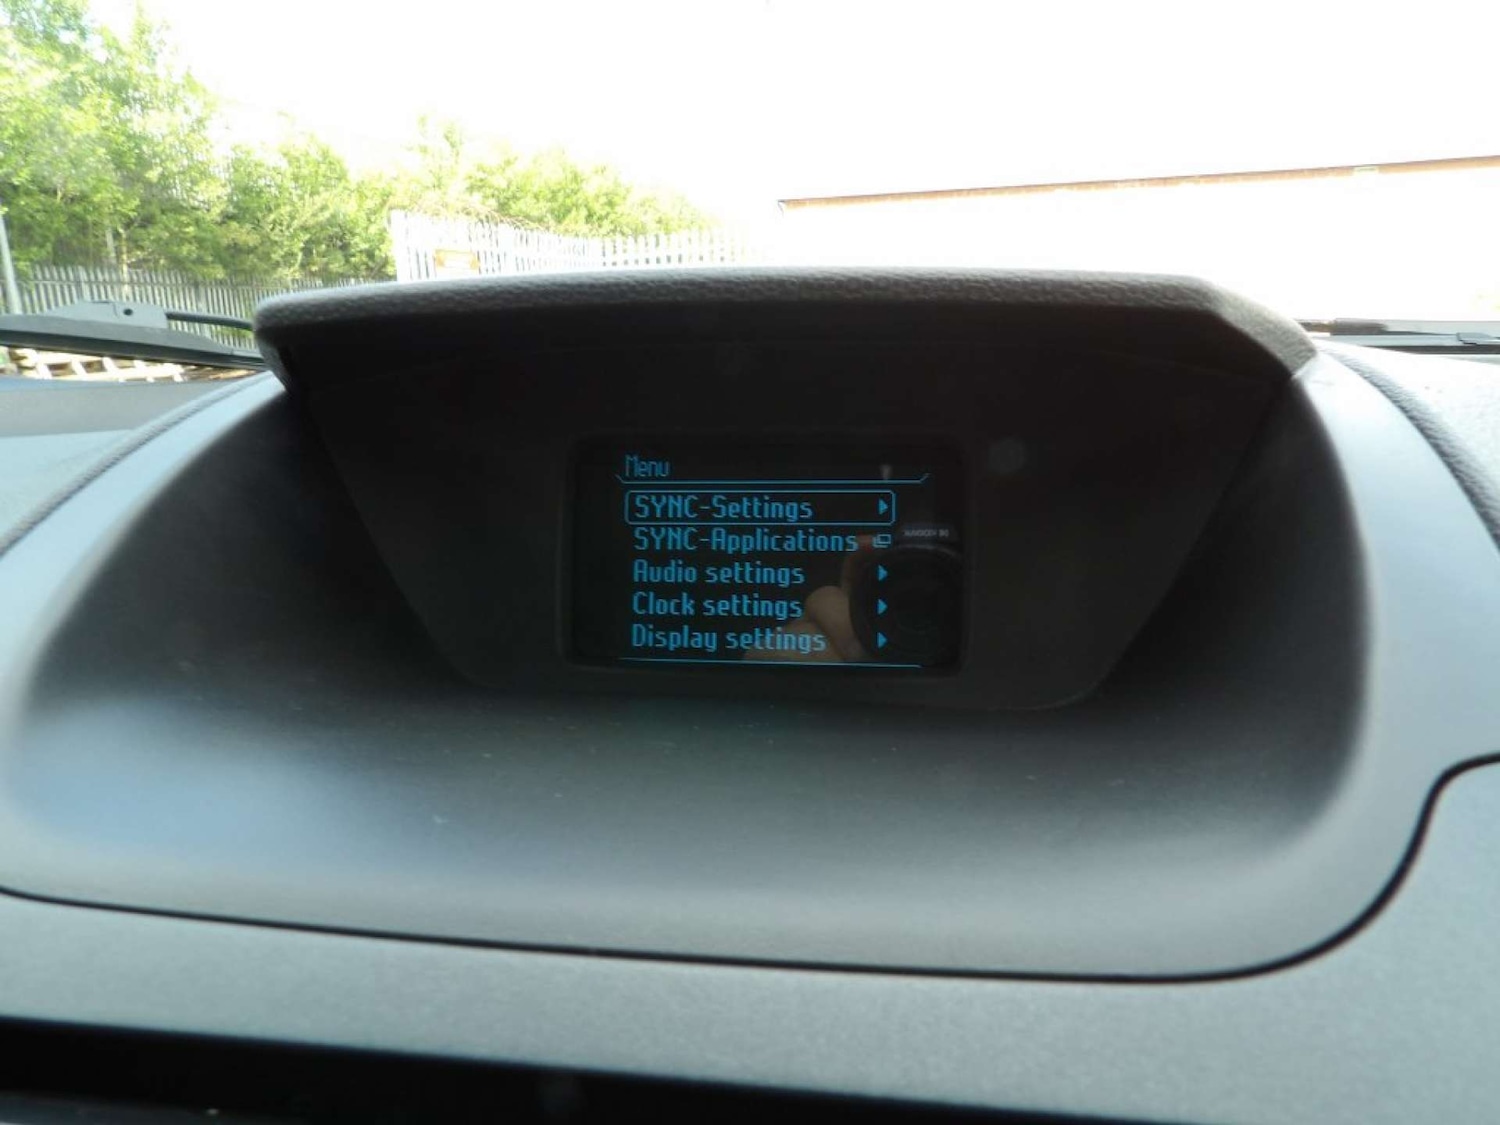 Menu
SYNC-Settings
SYNC-Applications
Audio settings
Clock settings
Display settings